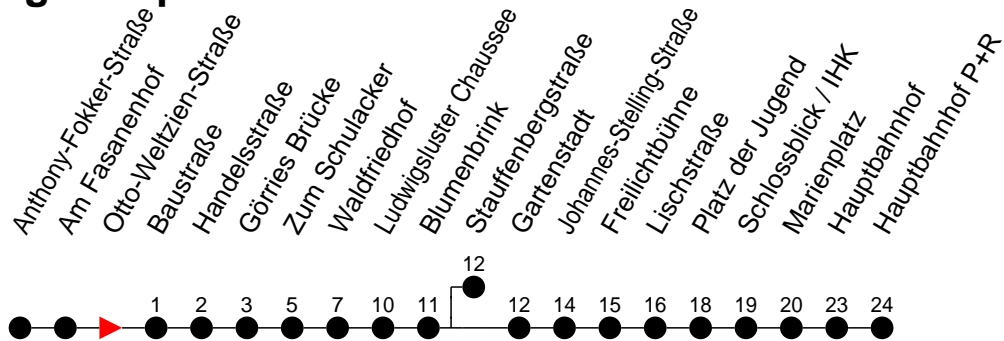 Anthony-Fokker-Straße
Am Fasanenhof
Otto-Weltzien-Straße
Baustraße
Handelsstraße
Görries Brücke
Zum Schulacker
Waldfriedhof
Ludwigsluster Chaussee
Blumenbrink
Stauffenbergstraße
Gartenstadt
Johannes-Stelling-Straße
Freilichtbühne
Lischstraße
Platz der Jugend
Schlossblick / IHK
Marienplatz
Hauptbahnhof
Hauptbahnhof P+R
12
1 2 3 5 7 10 11 12 14 15 16 18 19 20 23 24